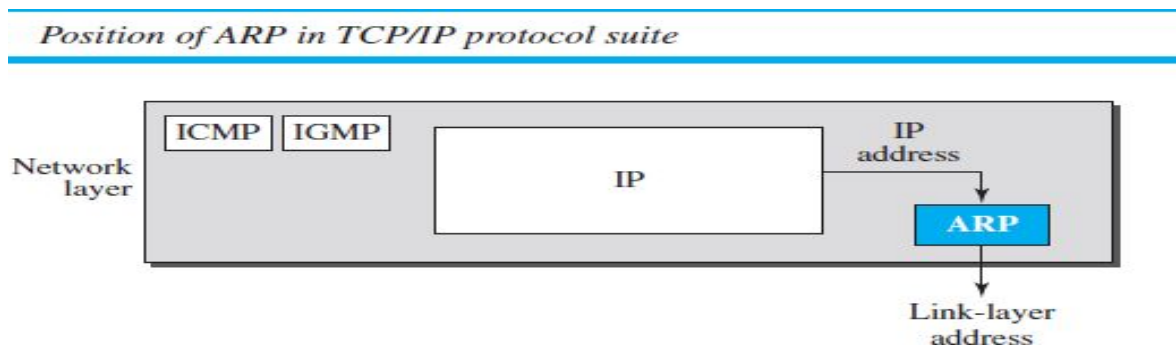 Position of ARP in TCP/IP protocol suite
ICMP
IGMP
Network
layer
IP
IP
address
ARP
Link-layer
address